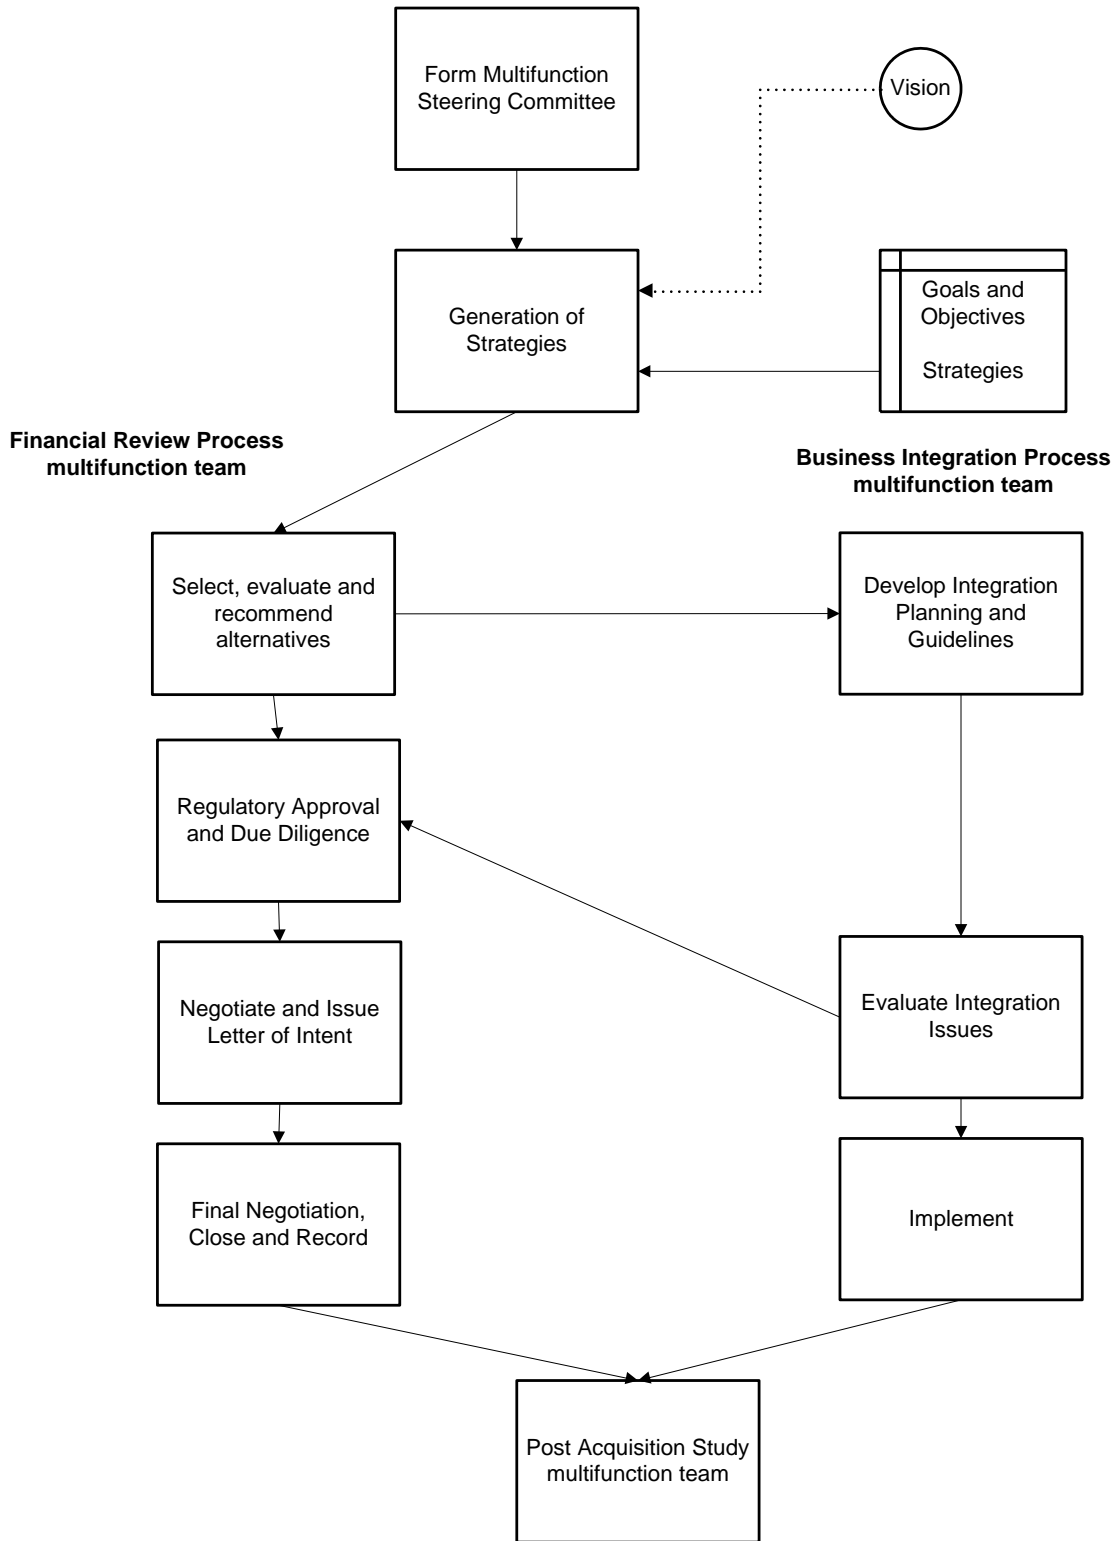 Form Multifunction
Steering Committee
Vision
Generation of
Strategies
Goals and
Objectives
Strategies
Financial Review Process
multifunction team
Business Integration Process
multifunction team
Select, evaluate and
recommend
alternatives
Develop Integration
Planning and
Guidelines
Regulatory Approval
and Due Diligence
Negotiate and Issue
Letter of Intent
Evaluate Integration
Issues
Final Negotiation,
Close and Record
Implement
Post Acquisition Study
multifunction team